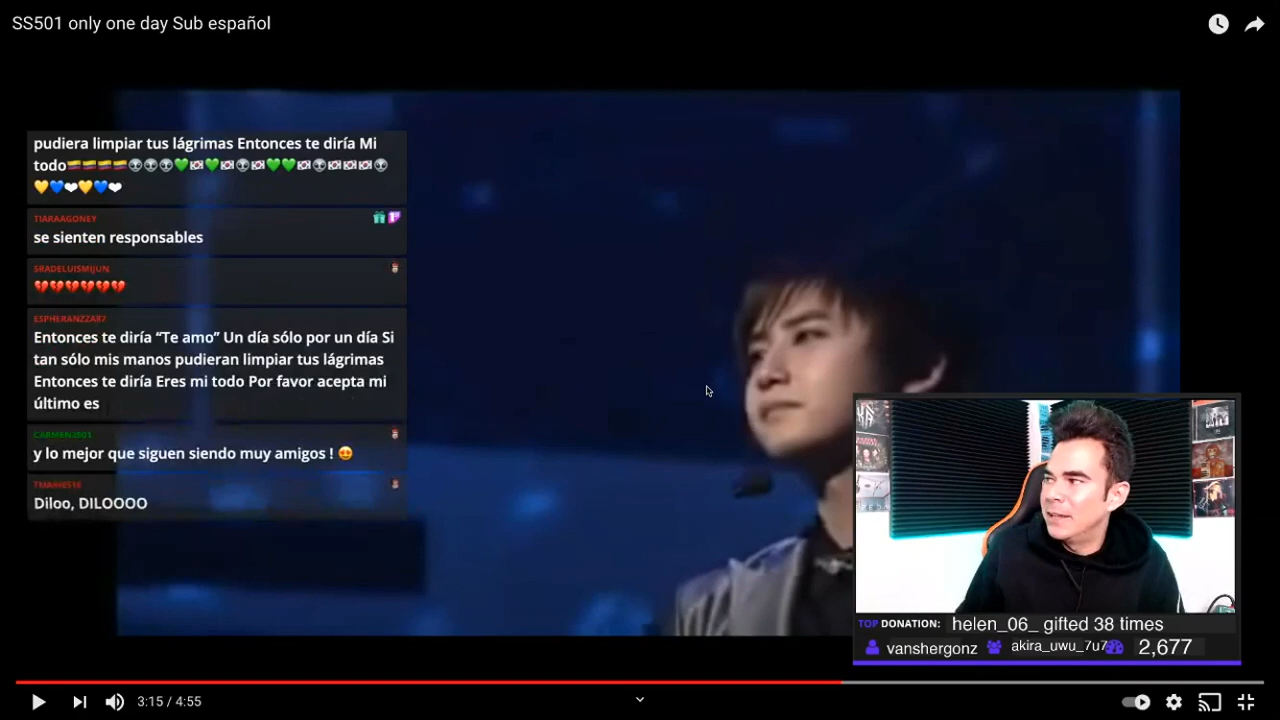 SS501 only one day Sub español
pudiera limpiar tus lágrimas Entonces te diría Mi
todo
TIARAAGONEY
se sienten responsables
SRADELUISMIJUN
ESPHERANZZA87
Entonces te diría “Te amo” Un día sólo por un día Si
tan sólo mis manos pudieran limpiar tus lágrimas
Entonces te diría Eres mi todo Por favor acepta mi
último es
y lo mejor que siguen siendo muy amigos !
Diloo, DILOOOO
TOP DONATION: helen_06_ gifted 38 times
vanshergonz akira_uwu_7u7 2,677
3:15 / 4:55